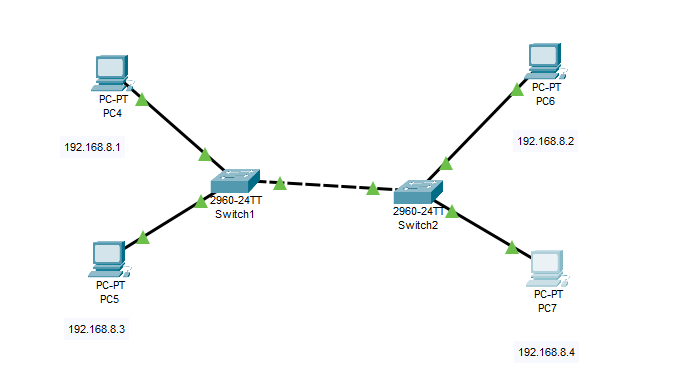 PC-PT
PC4
192.168.8.1
PC-PT
PC6
192.168.8.2
2960-24TT
Switch1
2960-24TT
Switch2
PC-PT
PC5
192.168.8.3
PC-PT
PC7
192.168.8.4